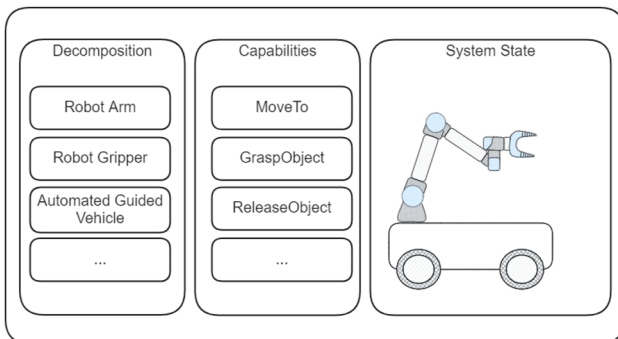 Decomposition
Robot Arm
Robot Gripper
Automated Guided
Vehicle
...
Capabilities
MoveTo
GraspObject
ReleaseObject
...
System State